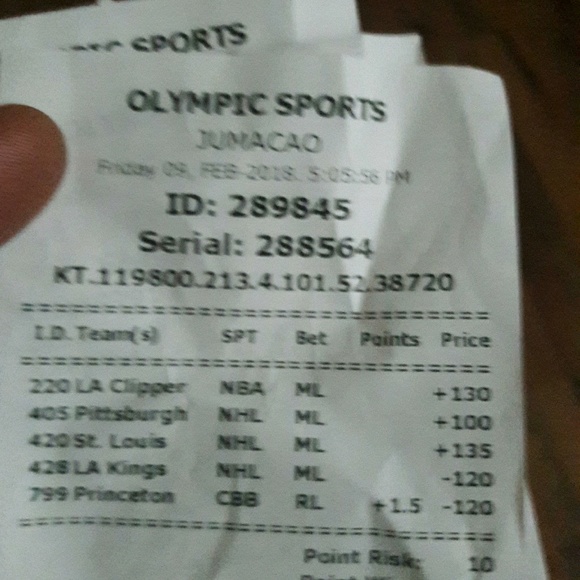 SPORTS
OLYMPIC SPORTS
JUMACAO
Friday 09, FEB-2018, 5:05:56 PM
ID: 289845
Serial: 288564
KT.119800.213.4.101.52.38720
==================================
I.D. Team(s) SPT Bet Points Price
==================================
220 LA Clipper NBA ML +130
405 Pittsburgh NHL ML +100
420 St. Louis NHL ML +135
428 LA Kings NHL ML -120
799 Princeton CBB RL +1.5 -120
==================================
Point Risk: 10